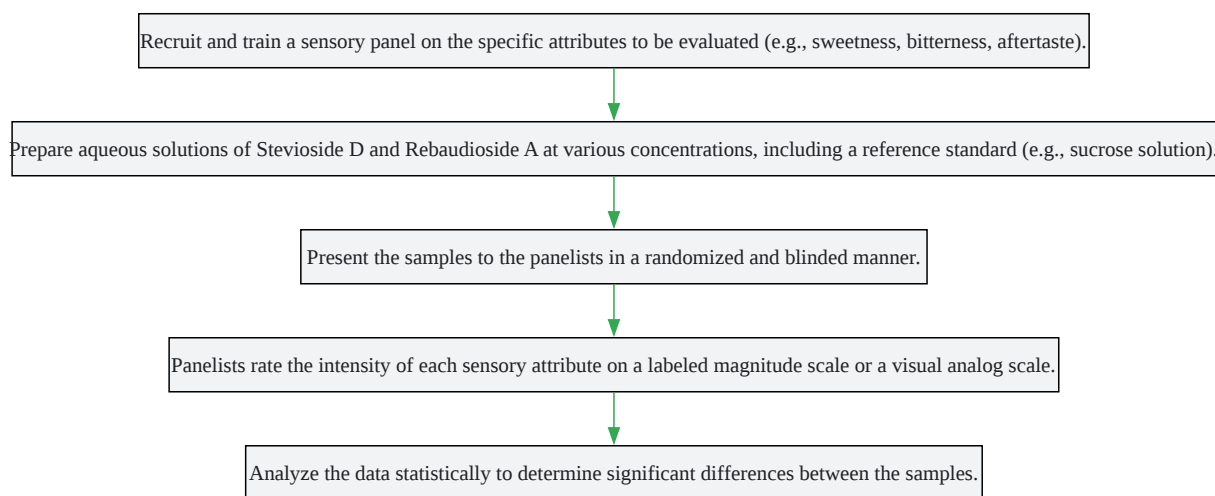 Recruit and train a sensory panel on the specific attributes to be evaluated (e.g., sweetness, bitterness, aftertaste).
Prepare aqueous solutions of Stevioside D and Rebaudioside A at various concentrations, including a reference standard (e.g., sucrose solution).
Present the samples to the panelists in a randomized and blinded manner.
Panelists rate the intensity of each sensory attribute on a labeled magnitude scale or a visual analog scale.
Analyze the data statistically to determine significant differences between the samples.